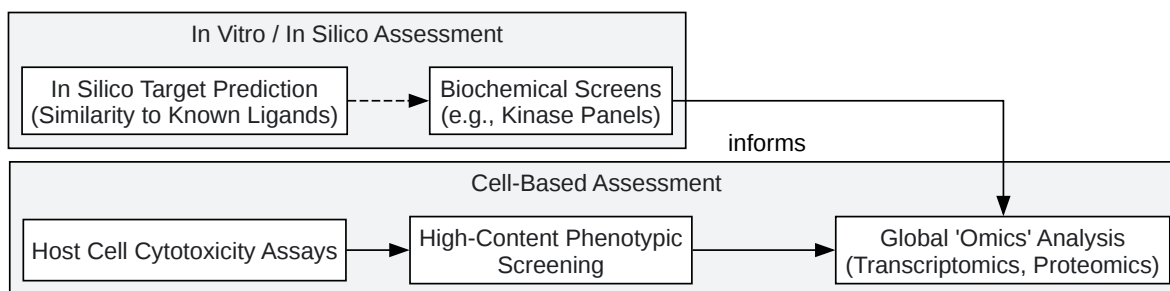 In Vitro / In Silico Assessment
In Silico Target Prediction
(Similarity to Known Ligands)
Biochemical Screens
(e.g., Kinase Panels)
informs
Cell-Based Assessment
Host Cell Cytotoxicity Assays
High-Content Phenotypic
Screening
Global 'Omics' Analysis
(Transcriptomics, Proteomics)